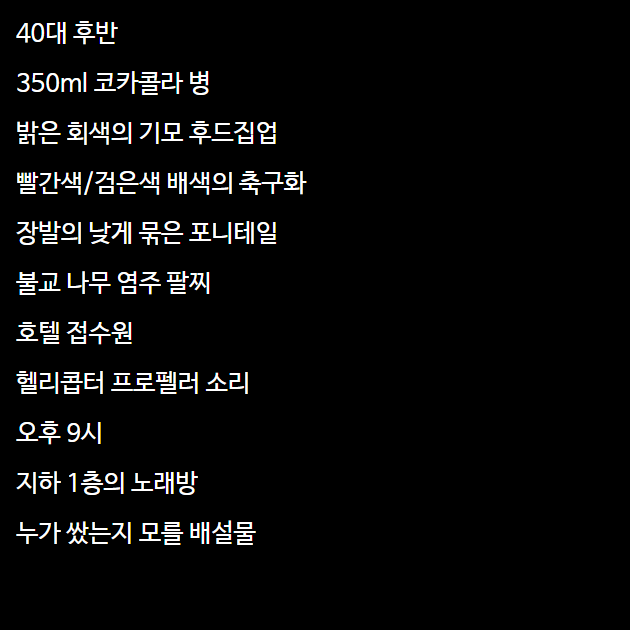 40대 후반
350ml 코카콜라 병
밝은 회색의 기모 후드집업
빨간색/검은색 배색의 축구화
장발의 낮게 묶은 포니테일
불교 나무 염주 팔찌
호텔 접수원
헬리콥터 프로펠러 소리
오후 9시
지하 1층의 노래방
누가 쌌는지 모를 배설물